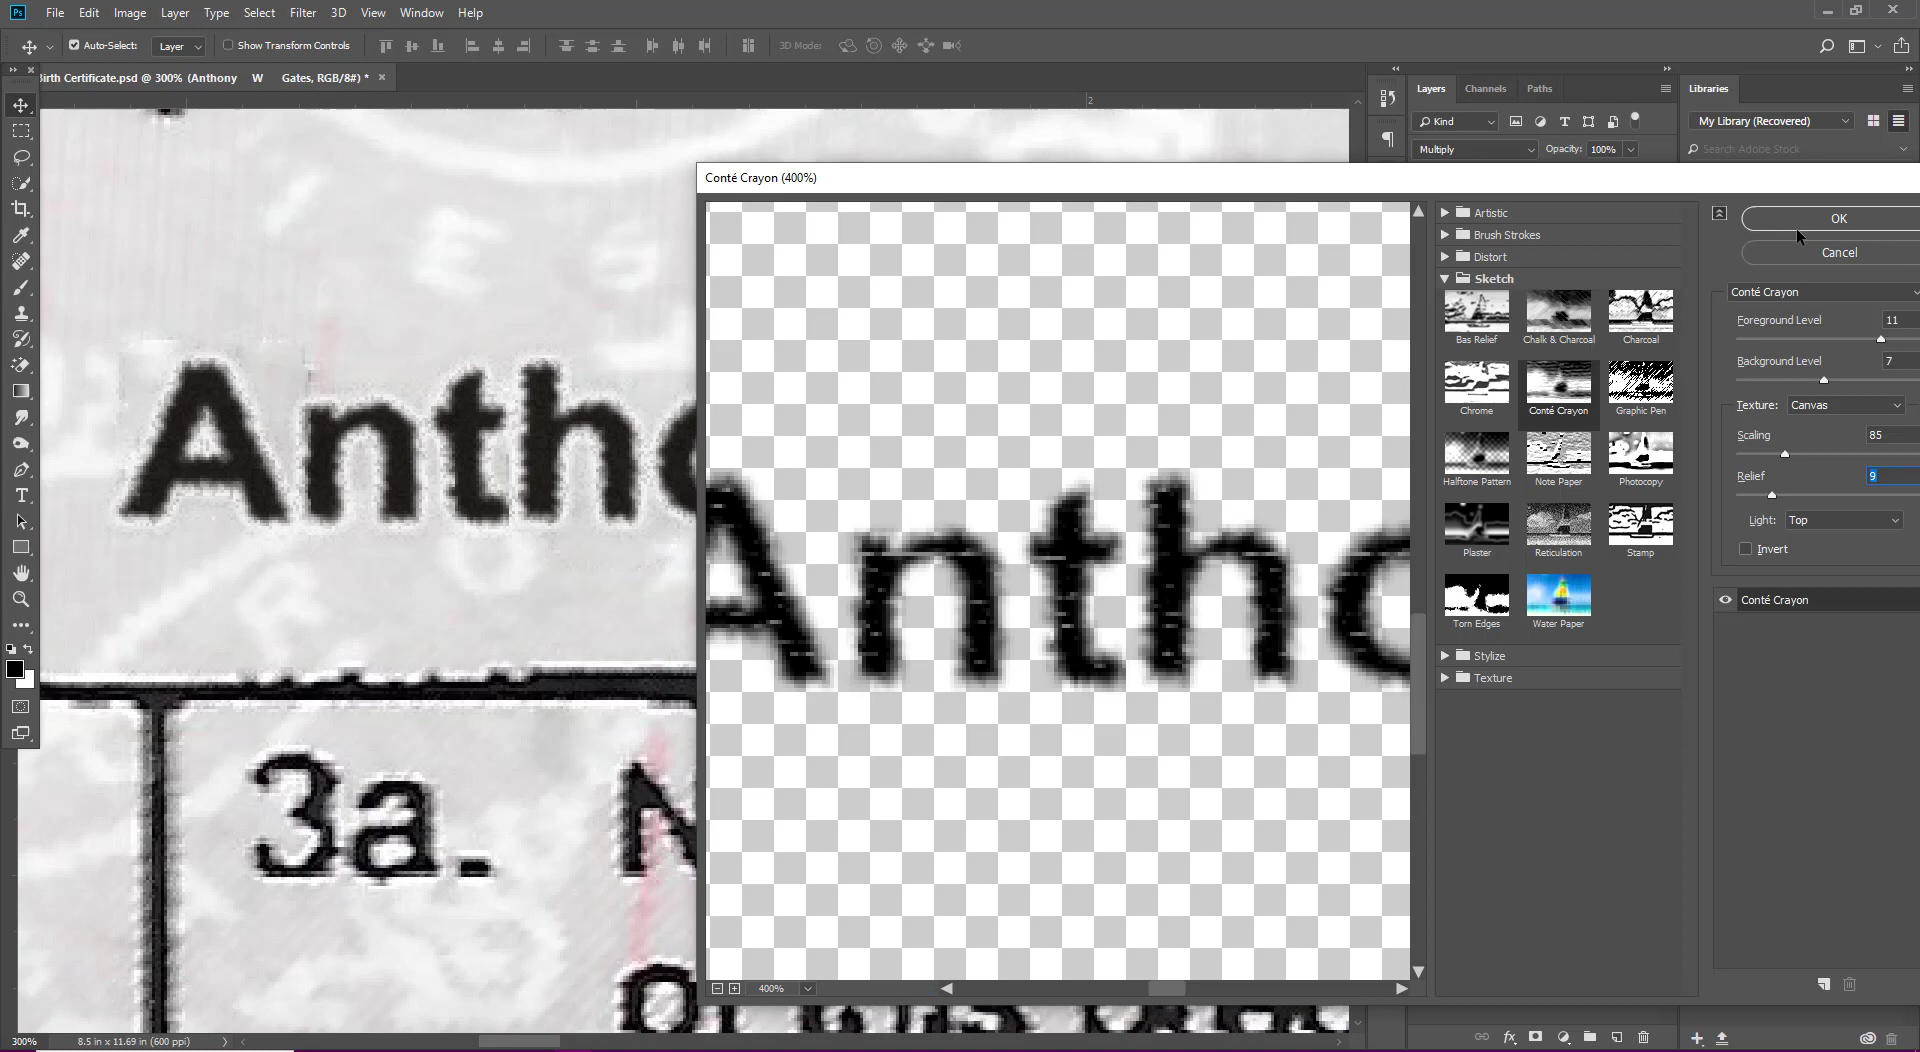 Ps File Edit Image Layer Type Select Filter 3D View Window Help
Auto-Select: Layer Show Transform Controls 3D Mode:
Birth Certificate.psd @ 300% (Anthony W Gates, RGB/8#) *
Layers Channels Paths Libraries
2
Kind My Library (Recovered)
Multiply Opacity: 100% Search Adobe Stock
Conté Crayon (400%)
Artistic OK
Brush Strokes
Distort Cancel
Sketch
Conté Crayon
Foreground Level 11
Bas Relief Chalk & Charcoal Charcoal
Background Level 7
Texture: Canvas
Chrome Conté Crayon Graphic Pen
Scaling 85
Relief 9
Halftone Pattern Note Paper Photocopy
Antho Antho
Light: Top
Invert
Plaster Reticulation Stamp
Conté Crayon
Torn Edges Water Paper
Stylize
Texture
3a.
400%
300% 8.5 in x 11.69 in (600 ppi)
fx